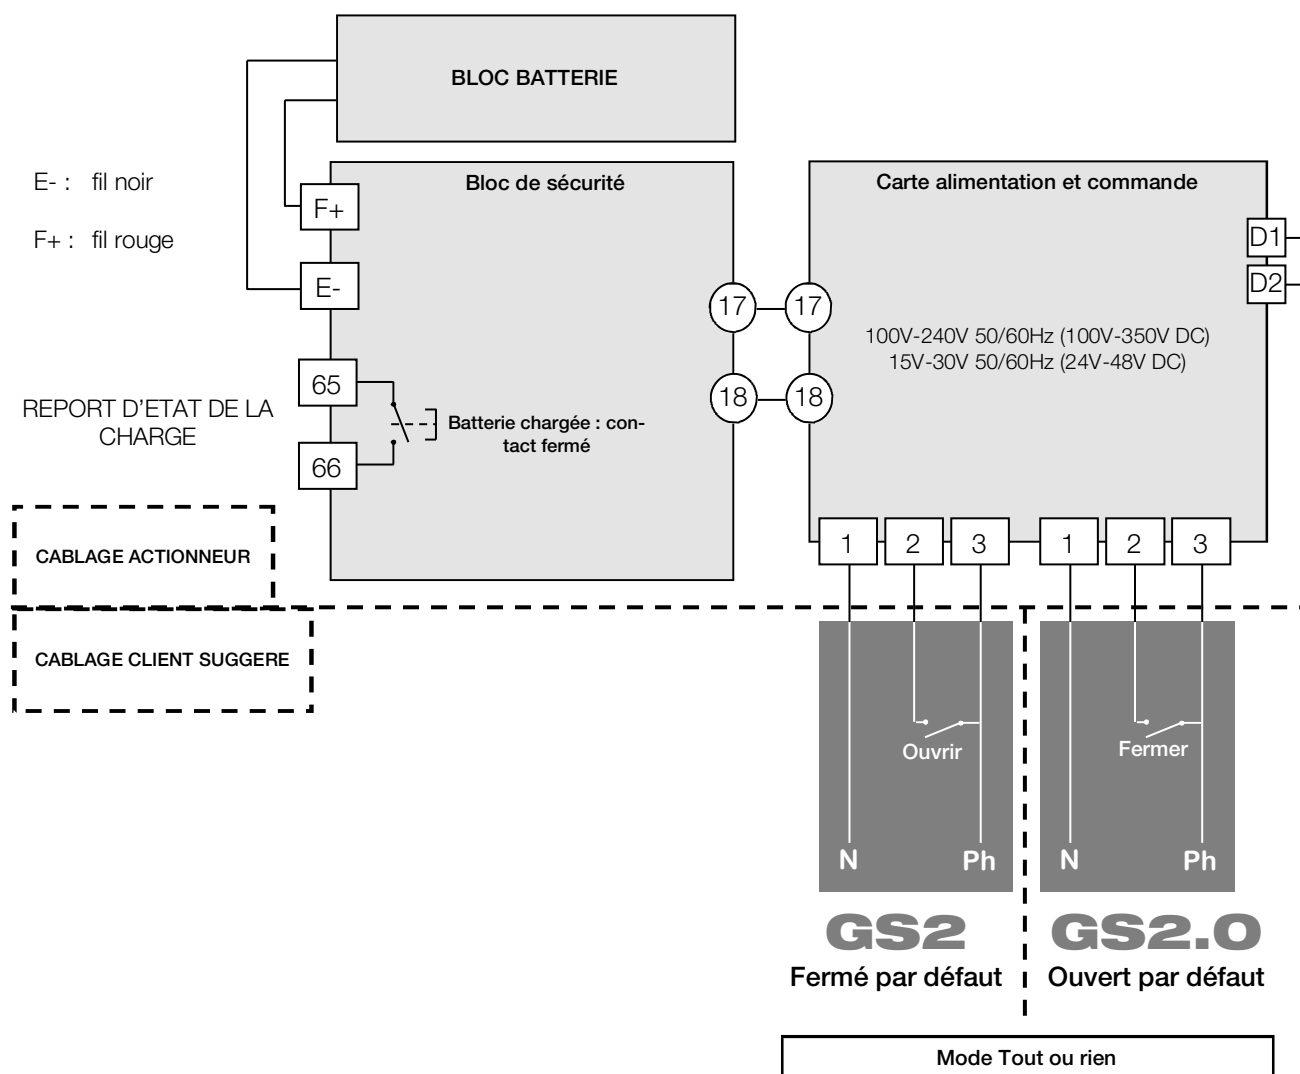 BLOC BATTERIE
E- : fil noir
F+ : fil rouge
Bloc de sécurité
F+
E-
65
66
REPORT D'ETAT DE LA
CHARGE
Batterie chargée : con-
tact fermé
17
17
18
18
Carte alimentation et commande
D1
D2
100V-240V 50/60Hz (100V-350V DC)
15V-30V 50/60Hz (24V-48V DC)
1
2
3
1
2
3
CABLAGE ACTIONNEUR
CABLAGE CLIENT SUGGERE
Ouvrir
Fermer
N
Ph
N
Ph
GS2
GS2.0
Fermé par défaut
Ouvert par défaut
Mode Tout ou rien